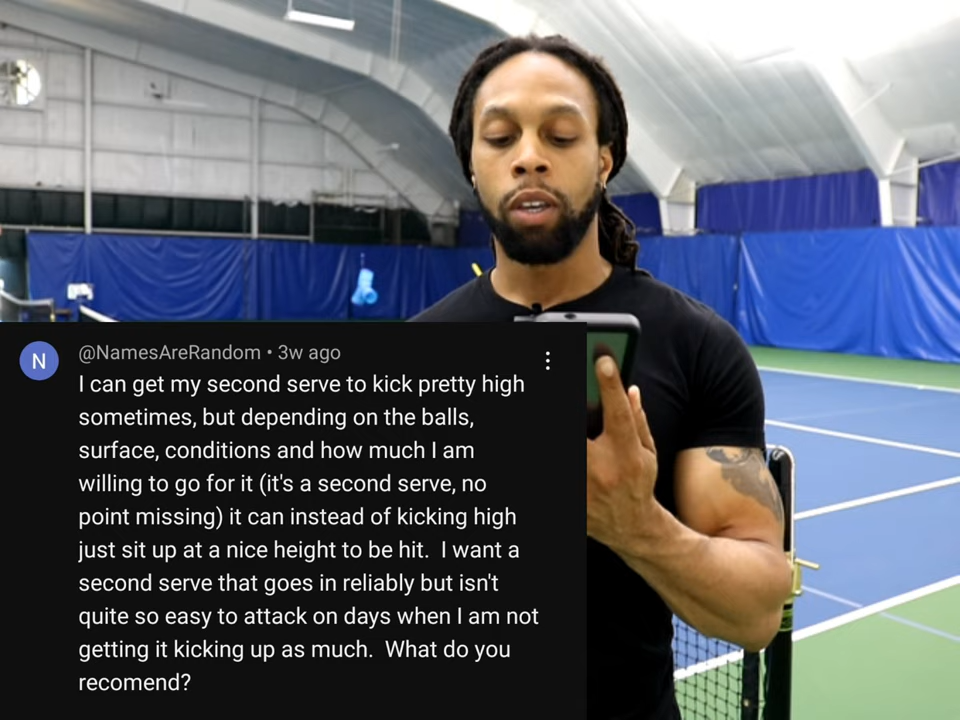 N
@NamesAreRandom • 3w ago
I can get my second serve to kick pretty high
sometimes, but depending on the balls,
surface, conditions and how much I am
willing to go for it (it's a second serve, no
point missing) it can instead of kicking high
just sit up at a nice height to be hit.  I want a
second serve that goes in reliably but isn't
quite so easy to attack on days when I am not
getting it kicking up as much.  What do you
recomend?